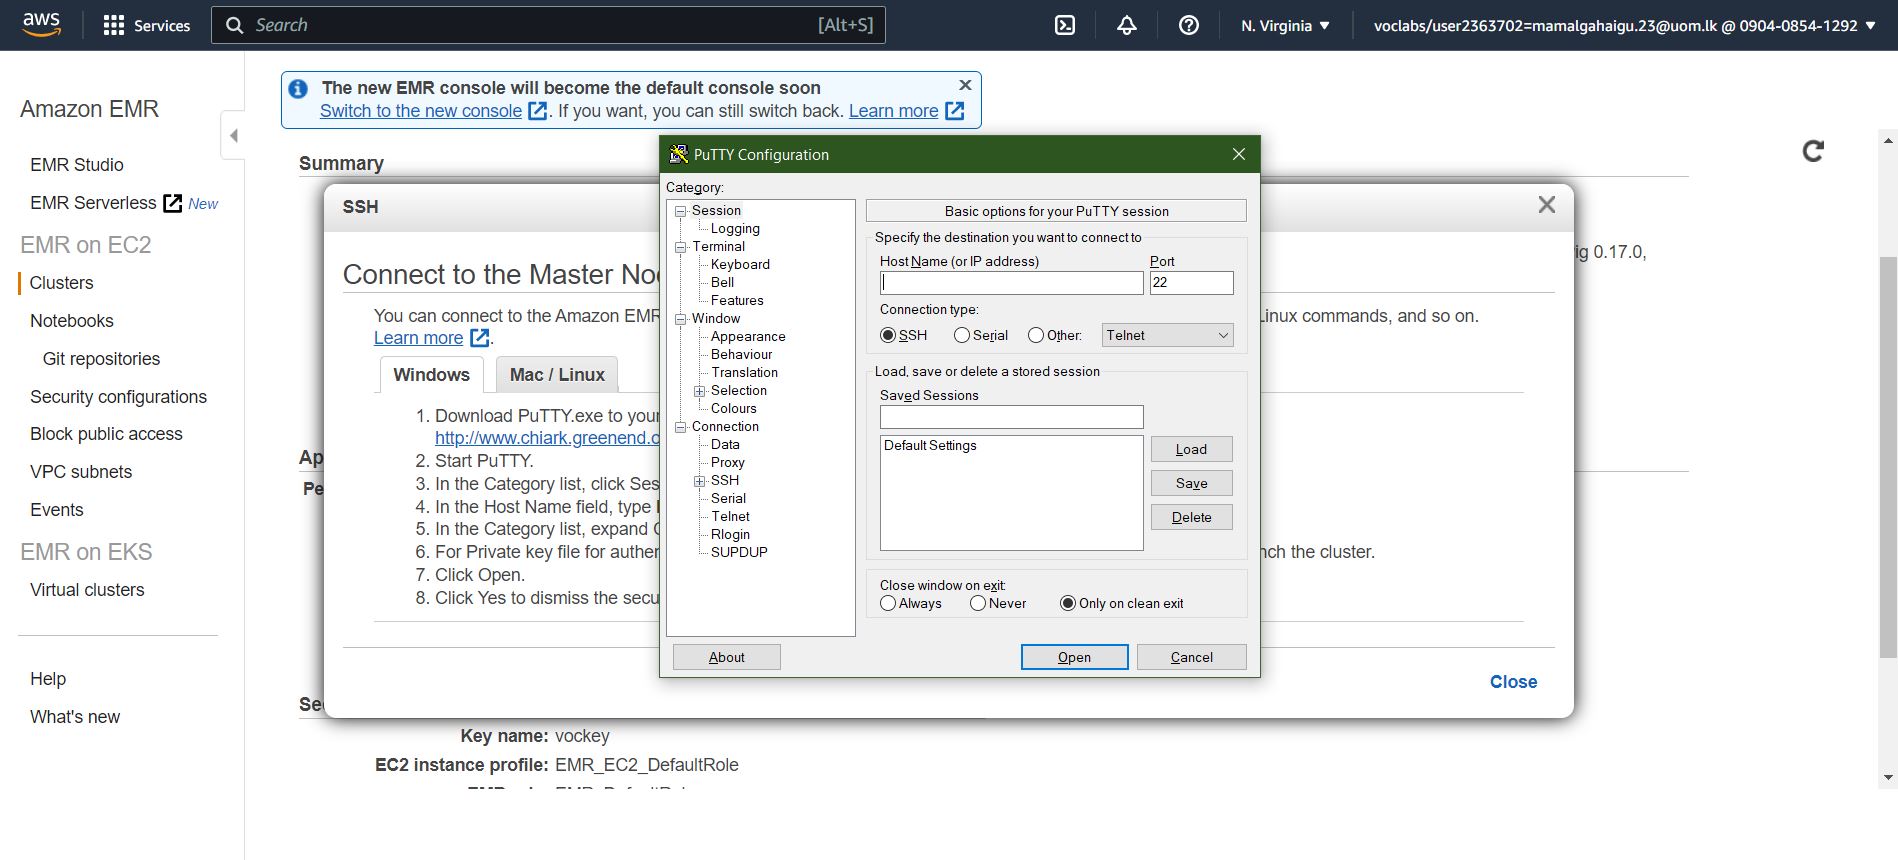 aws
Services
Search
[Alt+S]
N. Virginia
voclabs/user2363702=mamalgahaigu.23@uom.lk @ 0904-0854-1292
Amazon EMR
EMR Studio
EMR Serverless New
EMR on EC2
Clusters
Notebooks
Git repositories
Security configurations
Block public access
VPC subnets
Events
EMR on EKS
Virtual clusters
Help
What's new
The new EMR console will become the default console soon
Switch to the new console. If you want, you can still switch back. Learn more
Summary
0.17.0,
SSH
Connect to the Master
You can connect to the Amazon EMR
Linux commands, and so on.
Learn more.
Windows
Mac / Linux
1. Download PuTTY.exe to your
http://www.chiark.greenend.o
2. Start PuTTY.
3. In the Category list, click
4. In the Host Name field, type
5. In the Category list, expand
6. For Private key file for
the cluster.
7. Click Open.
8. Click Yes to dismiss the
Close
Key name: vockey
EC2 instance profile: EMR_EC2_DefaultRole
PuTTY Configuration
Category:
Session
Logging
Terminal
Keyboard
Bell
Features
Window
Appearance
Behaviour
Translation
Selection
Colours
Connection
Data
Proxy
SSH
Serial
Telnet
Rlogin
SUPDUP
Basic options for your PuTTY session
Specify the destination you want to connect to
Host Name (or IP address)
Port
22
Connection type:
SSH
Serial
Other:
Telnet
Load, save or delete a stored session
Saved Sessions
Default Settings
Load
Save
Delete
Close window on exit:
Always
Never
Only on clean exit
About
Open
Cancel